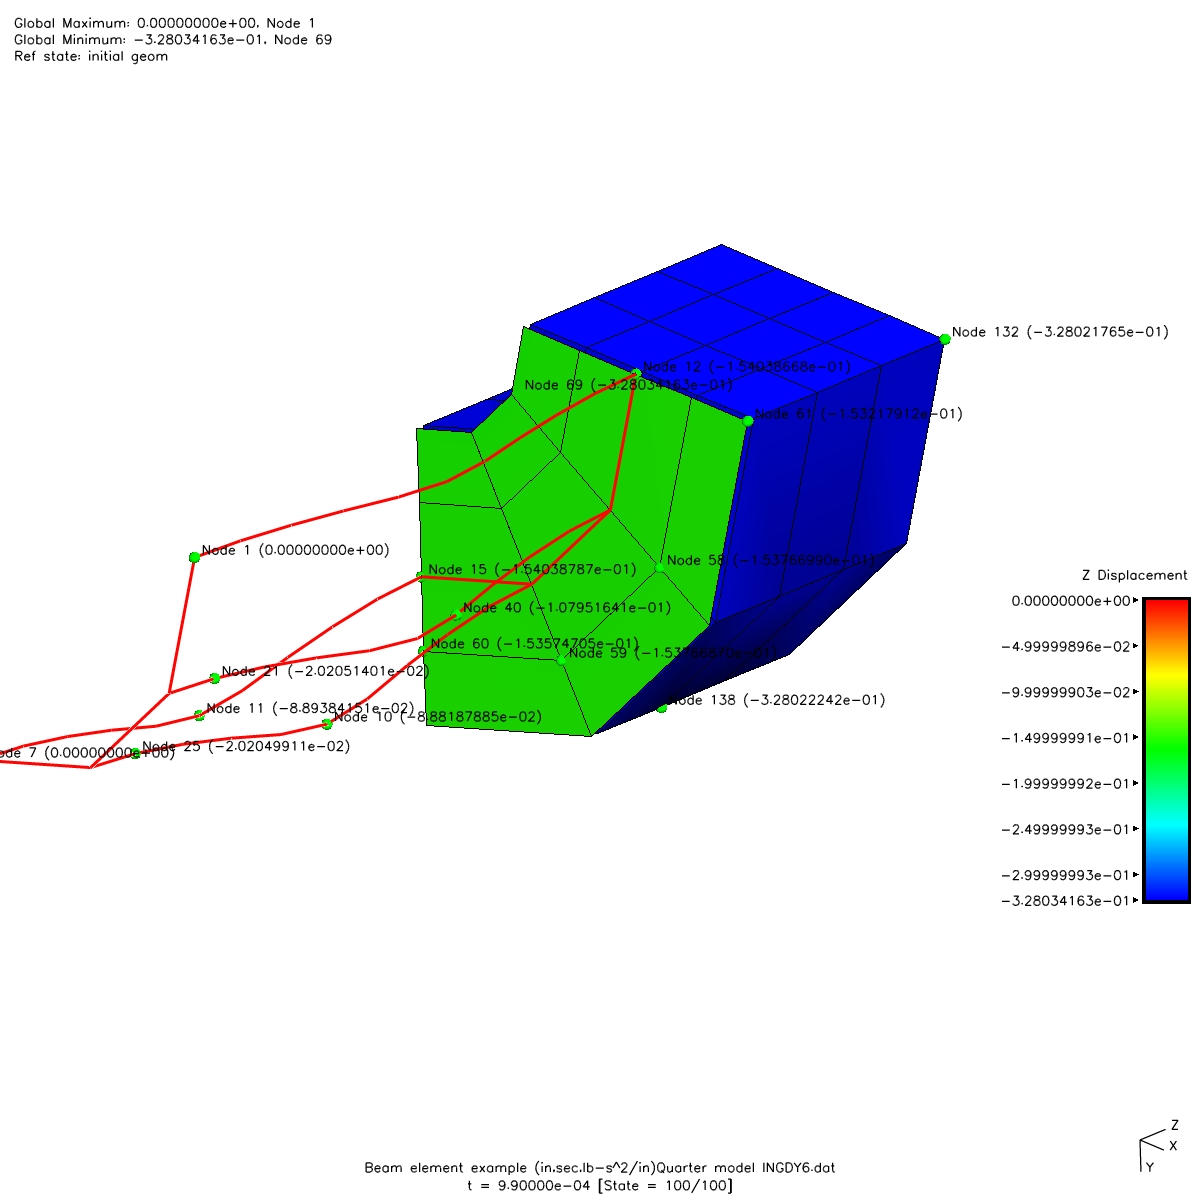 Global Maximum: 0.00000000e+00, Node 1
Global Minimum: −3.28034163e−01, Node 69
Ref state: initial geom
Node 132 (−3.28021765e−01)
Node 12 (−1.54038668e−01)
Node 69 (−3.28034163e−01)
Node 61 (−1.53217912e−01)
Node 1 (0.00000000e+00)
Node 58 (−1.53766990e−01)
Node 15 (−1.54038787e−01)
Z Displacement
0.00000000e+00
Node 40 (−1.07951641e−01)
Node 60 (−1.53574705e−01)
−4.99999896e−02
Node 59 (−1.53766870e−01)
Node 21 (−2.02051401e−02)
−9.99999903e−02
Node 138 (−3.28022242e−01)
Node 11 (−8.89384151e−02)
Node 10 (−8.88187885e−02)
−1.49999991e−01
Node 25 (−2.02049911e−02)
ode 7 (0.00000000e+00)
−1.99999992e−01
−2.49999993e−01
−2.99999993e−01
−3.28034163e−01
Z
X
Y
Beam element example (in.sec.lb−s^2/in)Quarter model INGDY6.dat
t = 9.90000e−04 [State = 100/100]